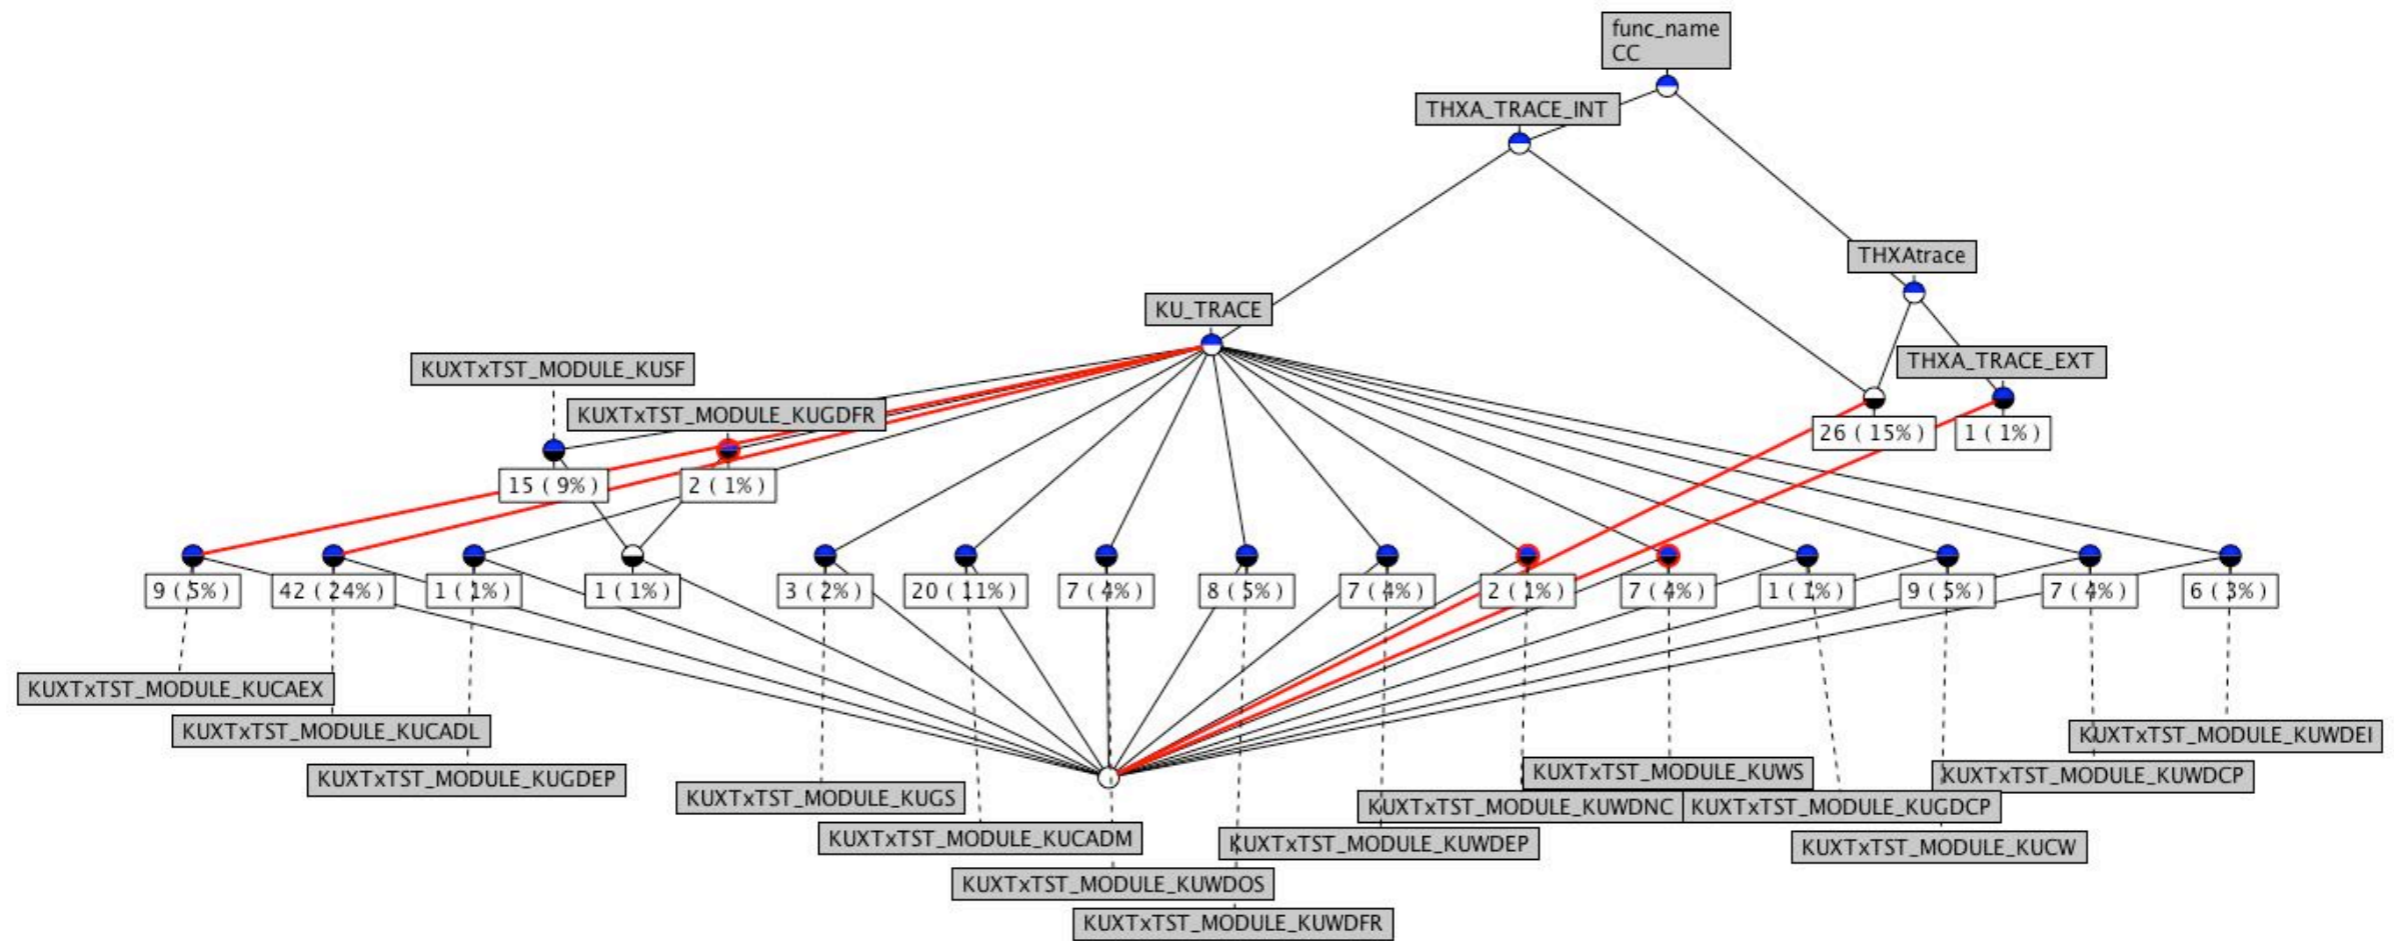 func_name
CC
THXA_TRACE_INT
THXAtrace
KU_TRACE
THXA_TRACE_EXT
KUXTxTST_MODULE_KUSF
KUXTxTST_MODULE_KUGDFR
26 ( 15%)
1 ( 1%)
15 ( 9%)
2 ( 1%)
9 ( 5%)
42 ( 24%)
1 ( 1%)
1 ( 1%)
3 ( 2%)
20 ( 11%)
7 ( 4%)
8 ( 5%)
7 ( 4%)
2 ( 1%)
7 ( 4%)
1 ( 1%)
9 ( 5%)
7 ( 4%)
6 ( 3%)
KUXTxTST_MODULE_KUCAEX
KUXTxTST_MODULE_KUCADL
KUXTxTST_MODULE_KUWDEI
KUXTxTST_MODULE_KUGDEP
KUXTxTST_MODULE_KUWS
KUXTxTST_MODULE_KUWDCP
KUXTxTST_MODULE_KUGS
KUXTxTST_MODULE_KUWDNC
KUXTxTST_MODULE_KUGDCP
KUXTxTST_MODULE_KUCADM
KUXTxTST_MODULE_KUWDEP
KUXTxTST_MODULE_KUCW
KUXTxTST_MODULE_KUWDOS
KUXTxTST_MODULE_KUWDFR